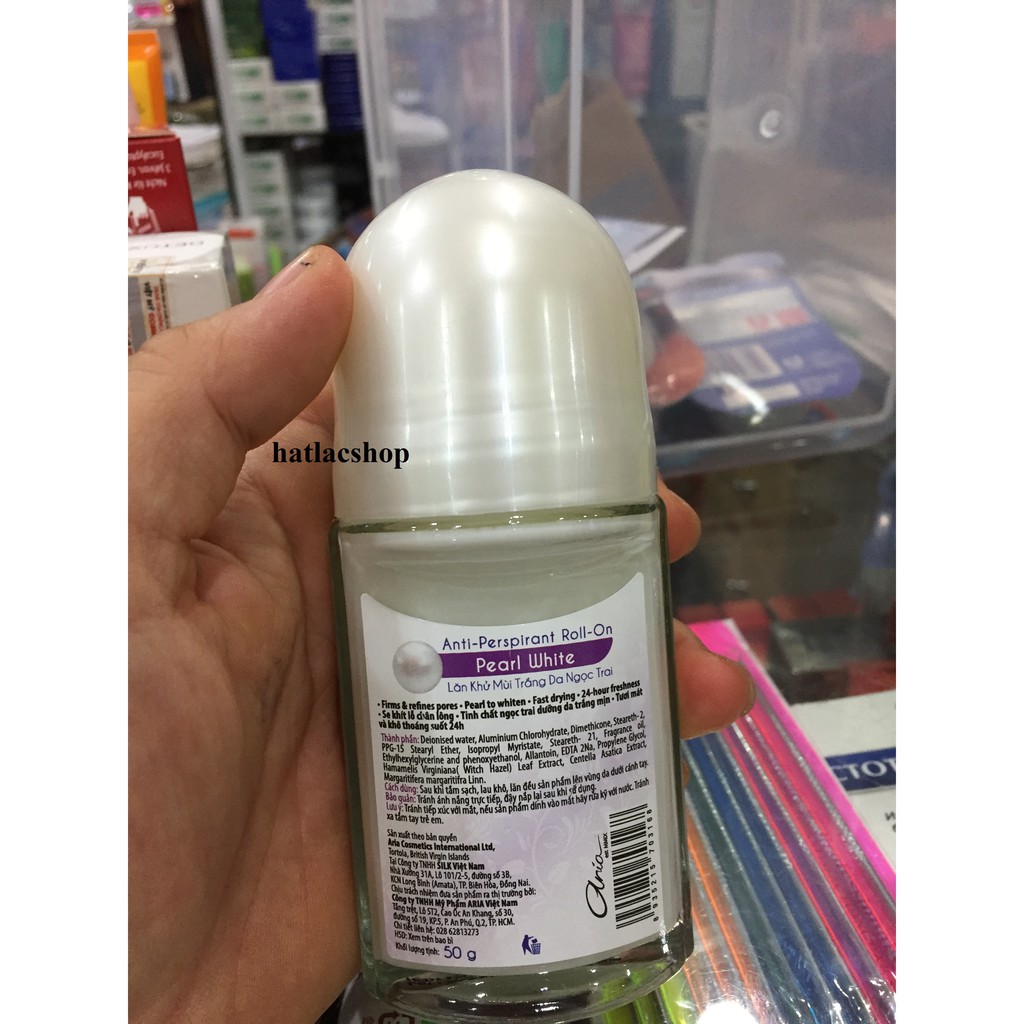 Eucalyptu
hatlacshop
Anti-Perspirant Roll-On
Pearl White
Lăn Khử Mùi Trắng Da Ngọc Trai
• Firms & refines pores • Pearl to whiten • Fast drying • 24-hour freshness
• Se khít lỗ chân lông • Tinh chất ngọc trai dưỡng da trắng mịn • Tươi mát
và khô thoáng suốt 24h
Thành phần: Deionised water, Aluminium Chlorohydrate, Dimethicone, Steareth-2,
PPG-15 Stearyl Ether, Isopropyl Myristate, Steareth- 21, Fragrance oil,
Ethylhexylglycerine and phenoxyethanol, Allantoin, EDTA 2Na, Propylene Glycol,
Hamamelis Virginiana( Witch Hazel) Leaf Extract, Centella Asatica Extract,
Margaritifera margaritifra Linn.
Cách dùng: Sau khi tắm sạch, lau khô, lăn đều sản phẩm lên vùng da dưới cánh tay.
Bảo quản: Tránh ánh nắng trực tiếp, đậy nắp lại sau khi sử dụng.
Lưu ý: Tránh tiếp xúc với mắt, nếu sản phẩm dính vào mắt hãy rửa kỹ với nước. Tránh
xa tầm tay trẻ em.
Sản xuất theo bản quyền
Aria Cosmetics International Ltd,
Tortola, British Virgin Islands
Tại Công ty TNHH SILK Việt Nam
Nhà Xưởng 31A, Lô 101/2-5, đường số 3B,
KCN Long Bình (Amata), TP. Biên Hòa, Đồng Nai.
Chịu trách nhiệm đưa sản phẩm ra thị trường bởi:
Công ty TNHH Mỹ Phẩm ARIA Việt Nam
Tầng trệt, Lô ST2, Cao Ốc An Khang, số 30,
đường số 19, KP.5, P. An Phú, Q.2, TP. HCM.
Chi tiết liên hệ: 028 62813273
HSD: Xem trên bao bì
Khối lượng tịnh: 50 g
aria
8 935215 703168
CTOT